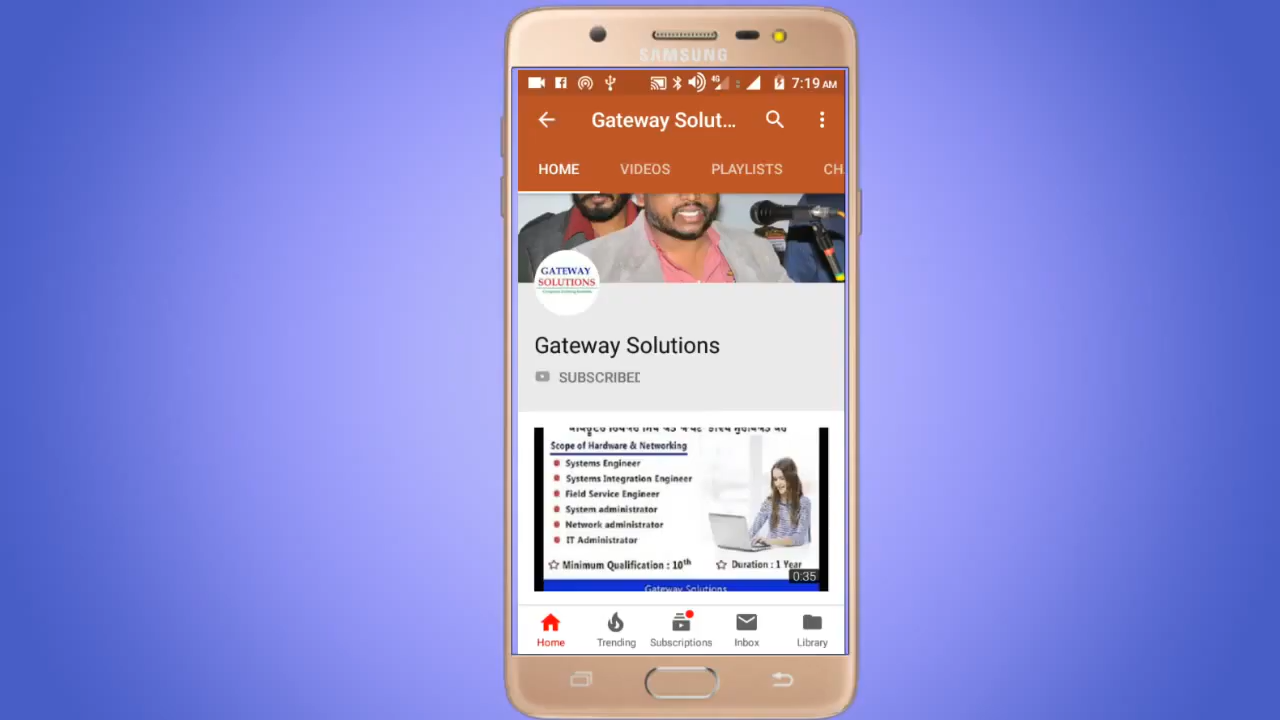 SAMSUNG
4G
7:19 AM
Gateway Solut...
HOME VIDEOS PLAYLISTS CH
GATEWAY
SOLUTIONS
Gateway Solutions
SUBSCRIBED
Scope of Hardware & Networking
Systems Engineer
Systems Integration Engineer
Field Service Engineer
System administrator
Network administrator
IT Administrator
Minimum Qualification : 10th Duration : 1 Year
0:35
Gateway Solutions
Home Trending Subscriptions Inbox Library